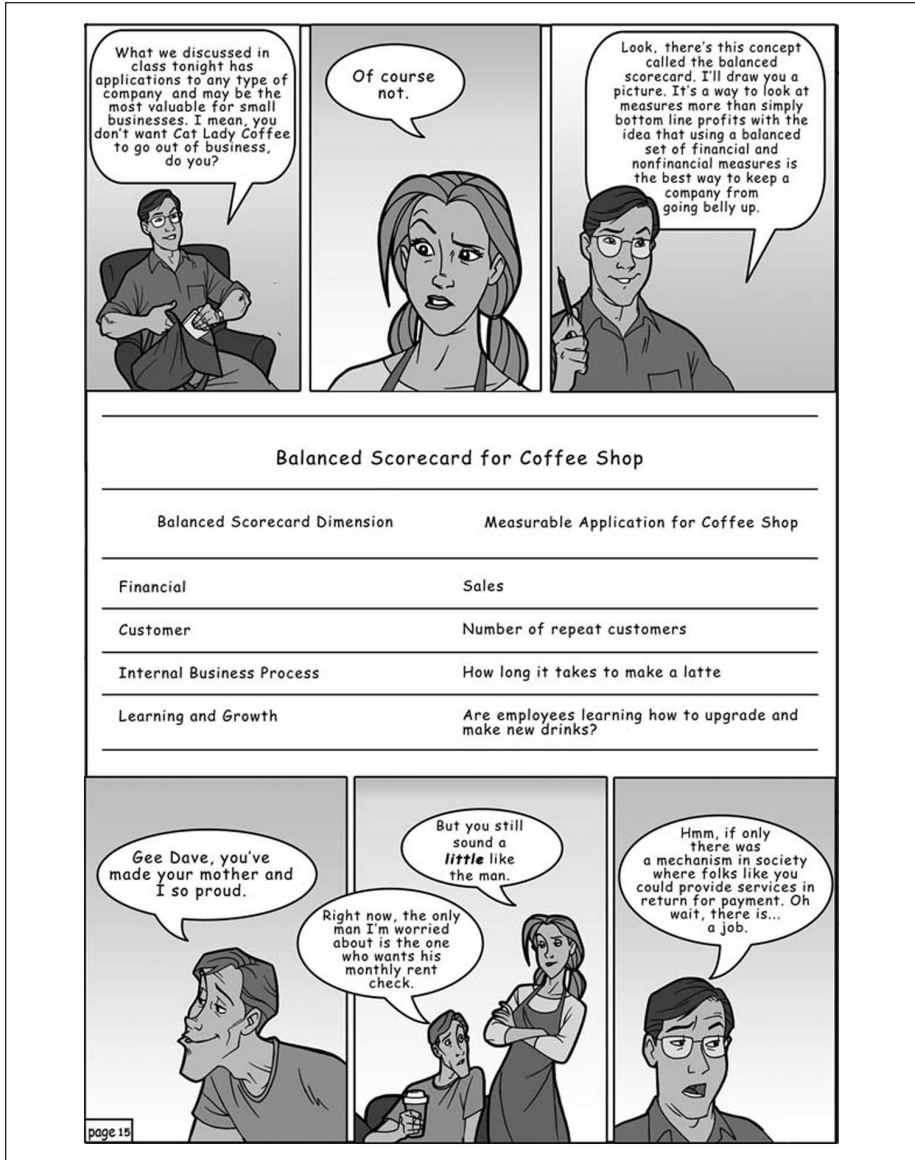 What we discussed in
class tonight has
applications to any type of
company and may be the
most valuable for small
businesses. I mean, you
don't want Cat Lady Coffee
to go out of business,
do you?
Of course
not.
Look, there's this concept
called the balanced
scorecard. I'll draw you a
picture. It's a way to look at
measures more than simply
bottom line profits with the
idea that using a balanced
set of financial and
nonfinancial measures is
the best way to keep a
company from
going belly up.
Balanced Scorecard for Coffee Shop
Balanced Scorecard Dimension
Measurable Application for Coffee Shop
Financial
Sales
Customer
Number of repeat customers
Internal Business Process
How long it takes to make a latte
Learning and Growth
Are employees learning how to upgrade and
make new drinks?
Gee Dave, you've
made your mother and
I so proud.
But you still
sound a
little like
the man.
Right now, the only
man I'm worried
about is the one
who wants his
monthly rent
check.
Hmm, if only
there was
a mechanism in society
where folks like you
could provide services in
return for payment. Oh
wait, there is...
a job.
page 15